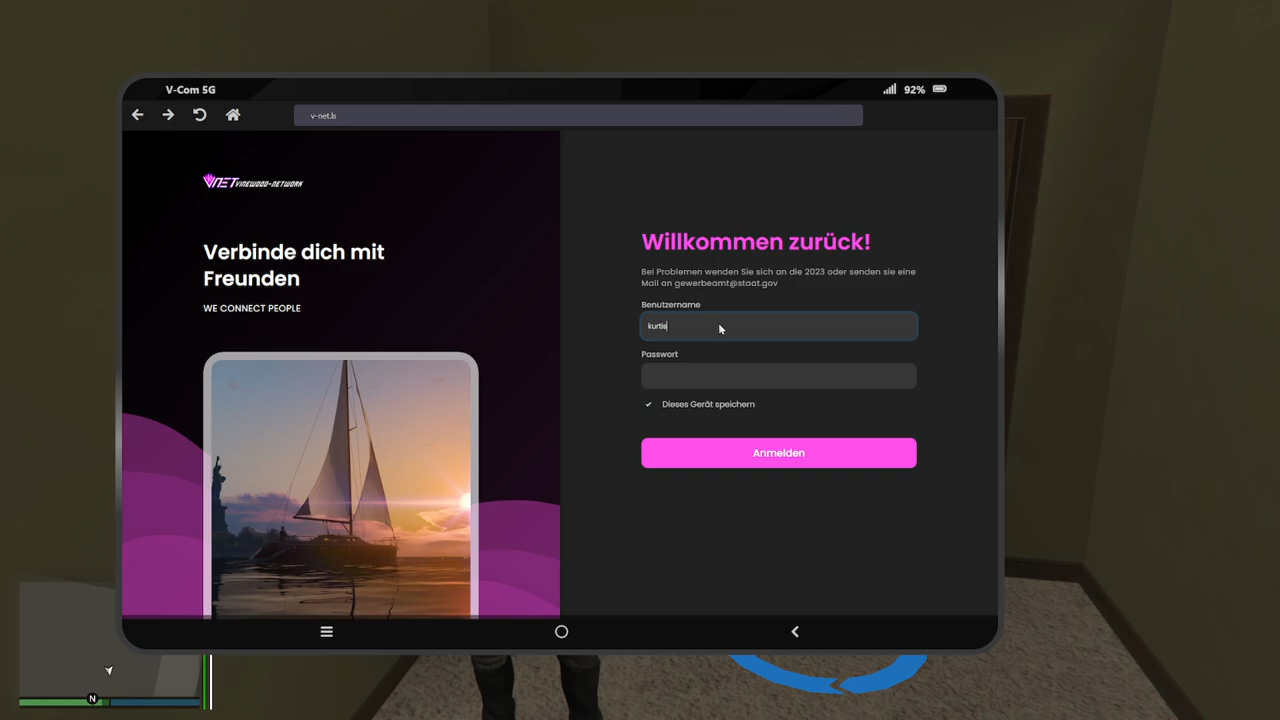 V-Com 5G
92%
v-net.ls
VNET VINEWOOD-NETWORK
Verbinde dich mit
Freunden
WE CONNECT PEOPLE
Willkommen zurück!
Bei Problemen wenden Sie sich an die 2023 oder senden sie eine
Mail an gewerbeamt@staat.gov
Benutzername
kurtis
Passwort
Dieses Gerät speichern
Anmelden
N